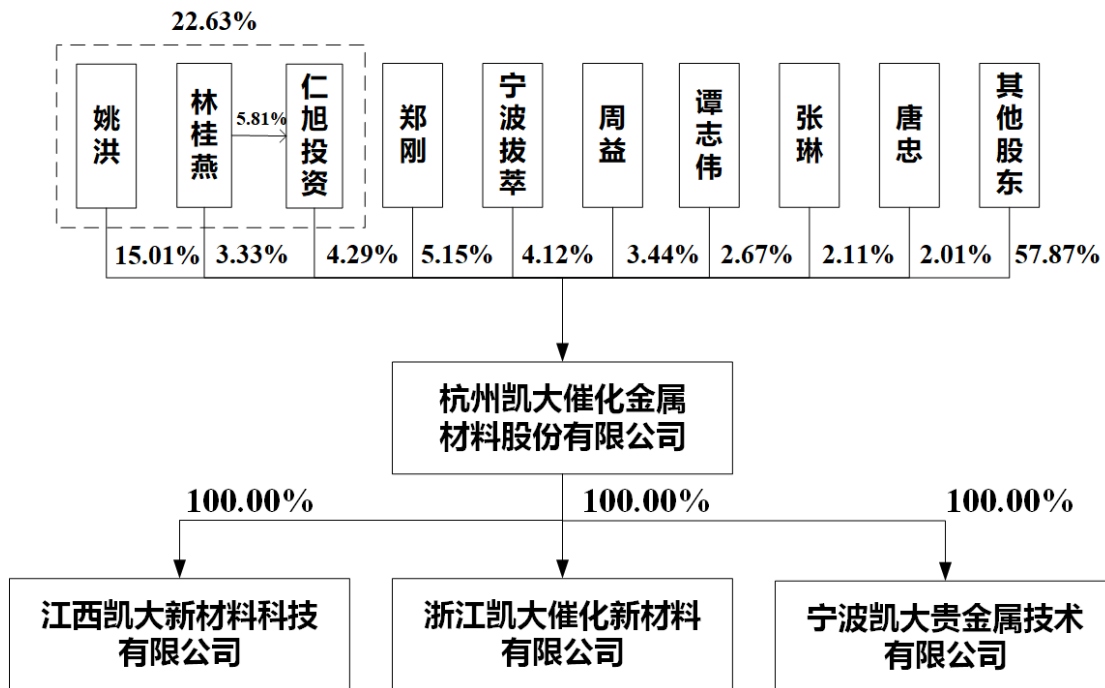 22.63%
姚洪
林桂燕
5.81%
仁旭投资
郑刚
宁波拔萃
周益
谭志伟
张琳
唐忠
其他股东
15.01%
3.33%
4.29%
5.15%
4.12%
3.44%
2.67%
2.11%
2.01%
57.87%
杭州凯大催化金属
材料股份有限公司
100.00%
100.00%
100.00%
江西凯大新材料科技
有限公司
浙江凯大催化新材料
有限公司
宁波凯大贵金属技术
有限公司